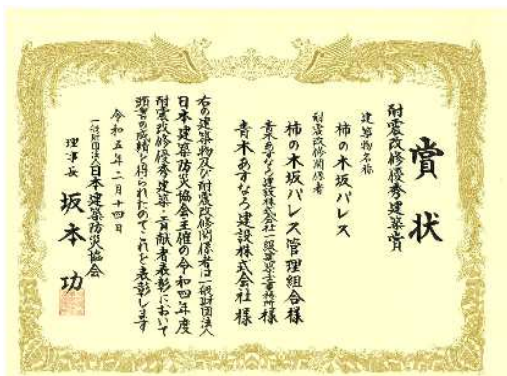 賞状
耐震改修優秀建築賞
建築物名称
柿の木坂パレス
耐震改修関係者
柿の木坂パレス管理組合様
青木あすなろ建設株式会社一級建築士事務所様
青木あすなろ建設株式会社様
右の建築物及び耐震改修関係者は一般財団法人
日本建築防災協会主催の令和四年度
耐震改修優秀建築・貢献者表彰において
頭書の成績を得られたのでこれを表彰します
令和五年二月十四日
一般財団法人日本建築防災協会
理事長 坂本功